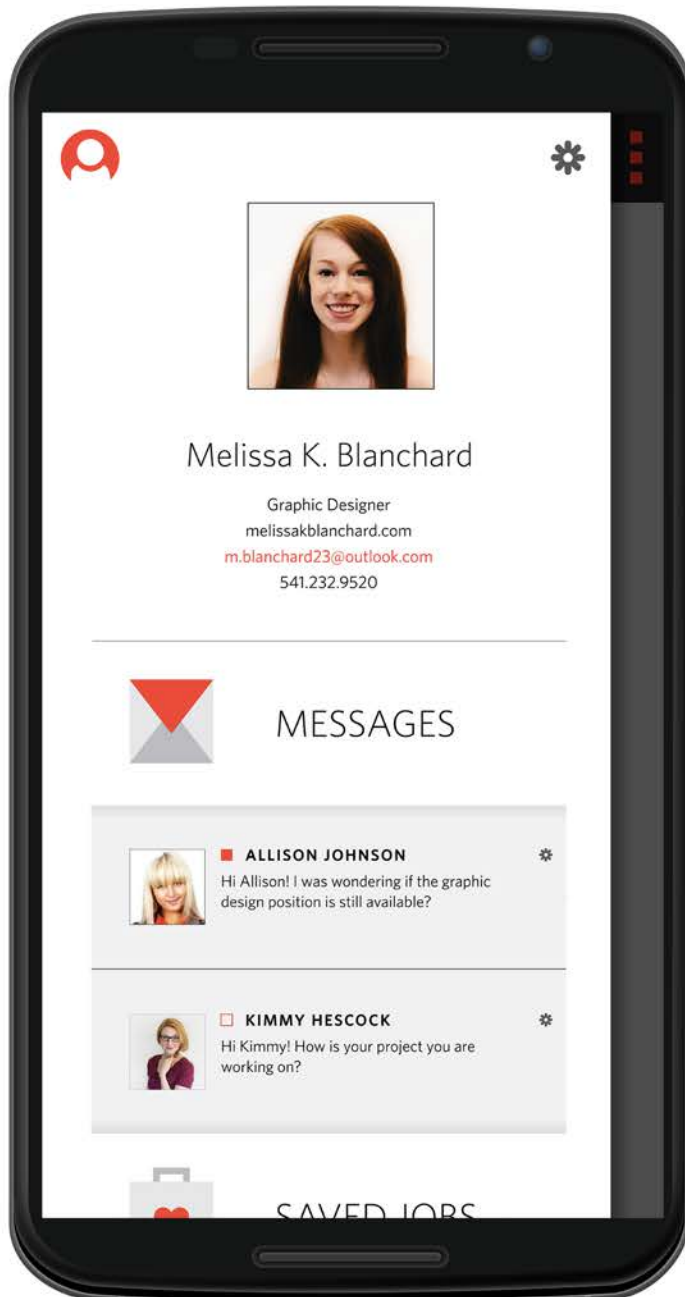 Melissa K. Blanchard
Graphic Designer
melissakblanchard.com
m.blanchard23@outlook.com
541.232.9520
MESSAGES
ALLISON JOHNSON
Hi Allison! I was wondering if the graphic
design position is still available?
KIMMY HESCOCK
Hi Kimmy! How is your project you are
working on?
SAVED JOBS